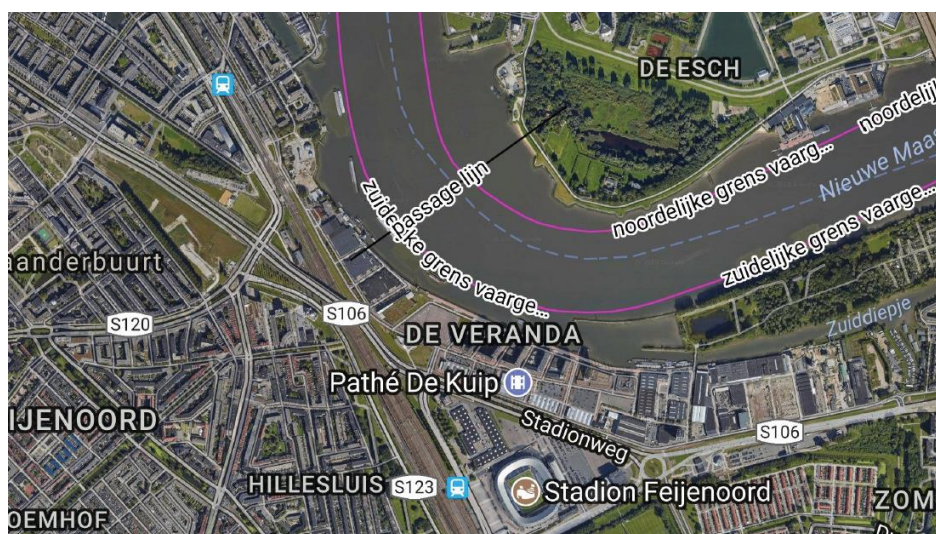 DE ESCH
noordelijk
passage lijn
noordelijke grens vaarg...
Nieuwe Maas
zuidelijke grens vaarge...
zuidelijke grens vaarge...
aanderbuurt
S106
S120
Zuiddiepje
DE VERANDA
Pathé De Kuip
IJENOORD
Stadionweg
S106
HILLESLUIS
S123
Stadion Feijenoord
ZOM
OEMHOF